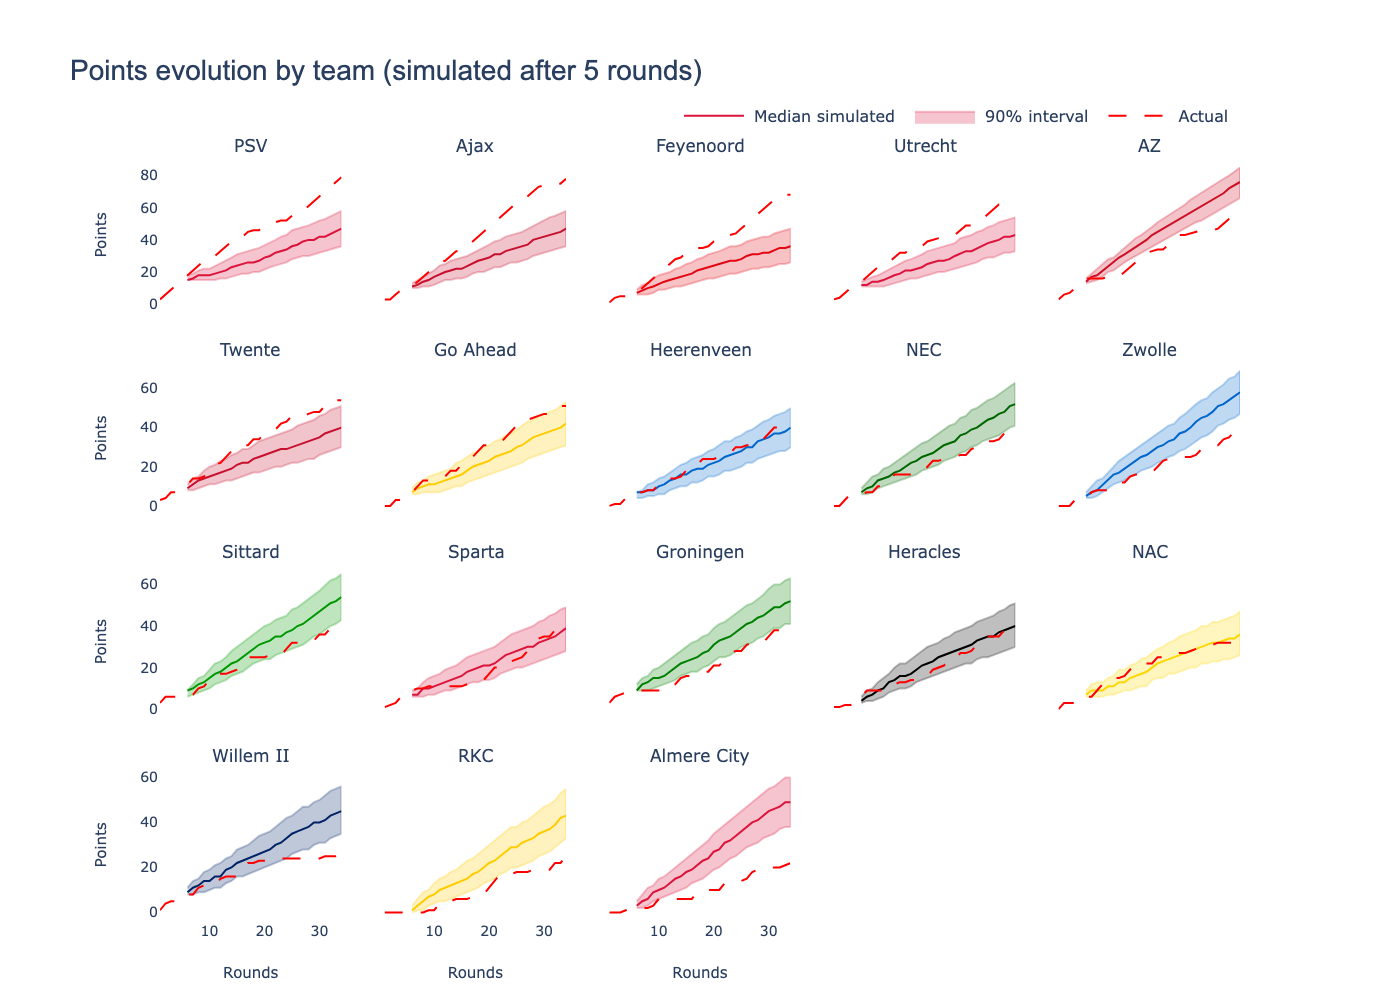 Points evolution by team (simulated after 5 rounds)
Median simulated 90% interval Actual
PSV Ajax Feyenoord Utrecht AZ
80
60
40
20
0
Points
Twente Go Ahead Heerenveen NEC Zwolle
60
40
20
0
Points
Sittard Sparta Groningen Heracles NAC
60
40
20
0
Points
Willem II RKC Almere City
60
40
20
0
Points
10 20 30 10 20 30 10 20 30
Rounds Rounds Rounds